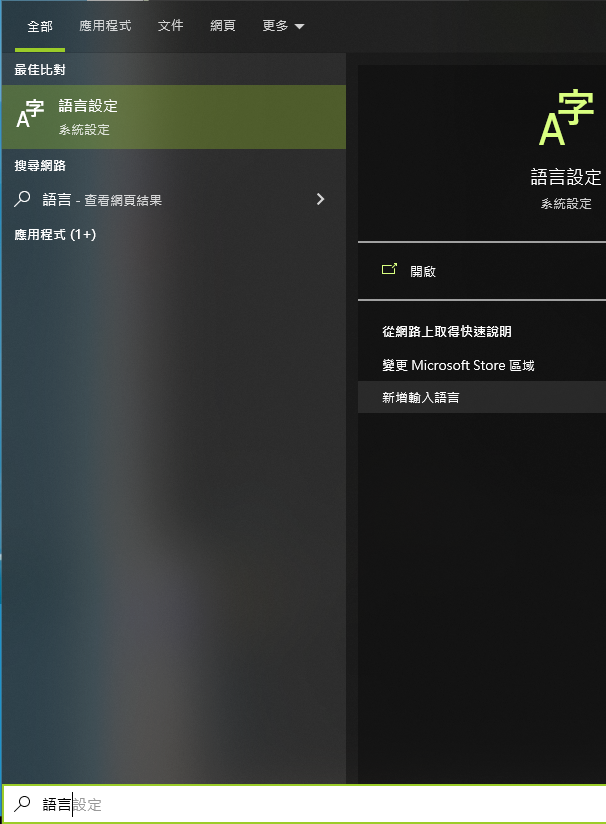 全部 應用程式 文件 網頁 更多
最佳比對
語言設定
系統設定
搜尋網路
語言 - 查看網頁結果
應用程式 (1+)
語言設定
系統設定
開啟
從網路上取得快速說明
變更 Microsoft Store 區域
新增輸入語言
語言設定